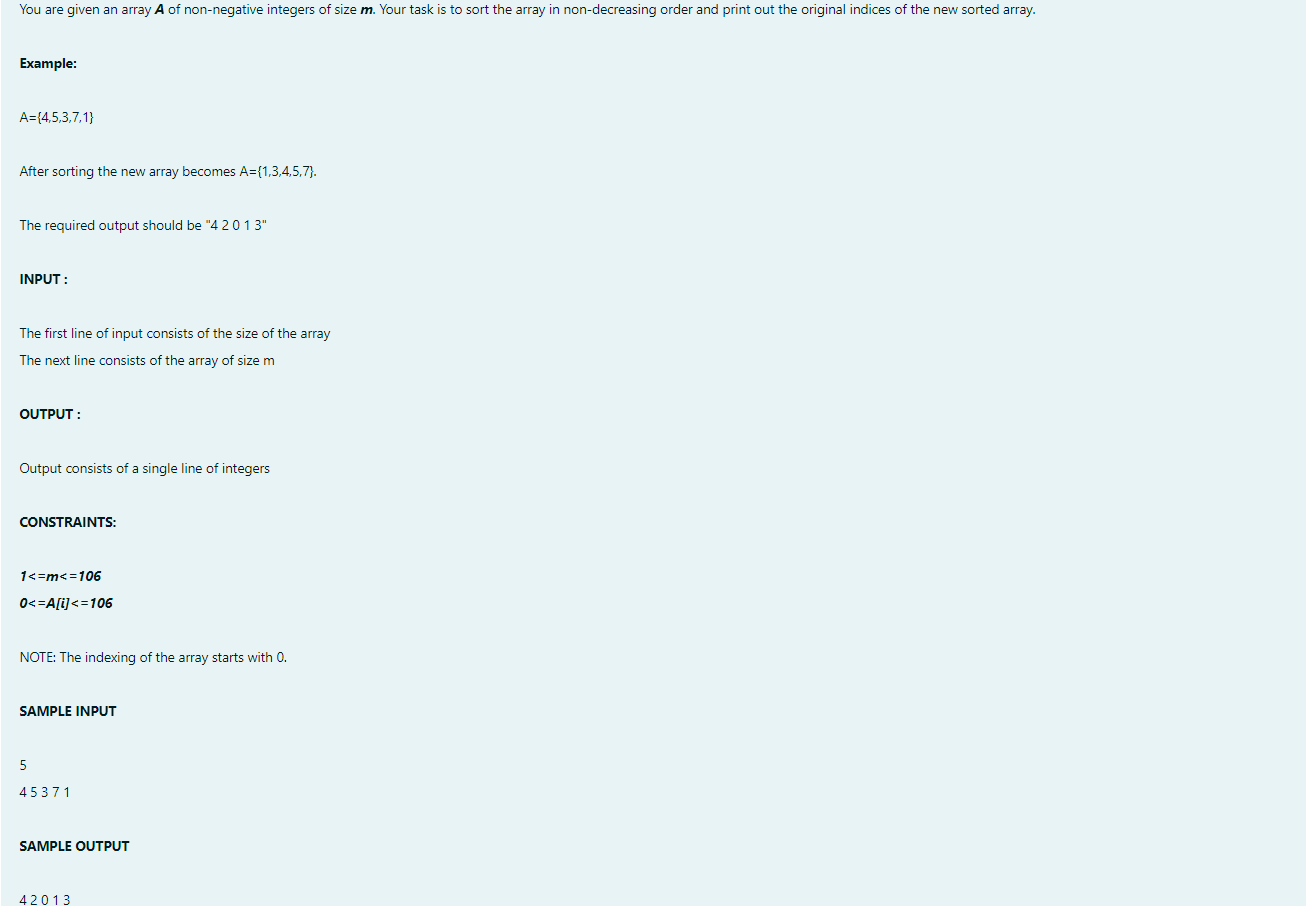 You are given an array A of non-negative integers of size m. Your task is to sort the array in non-decreasing order and print out the original indices of the new sorted array.
Example:
A={4,5,3,7,1}
After sorting the new array becomes A={1,3,4,5,7}.
The required output should be "4 2 0 1 3"
INPUT :
The first line of input consists of the size of the array
The next line consists of the array of size m
OUTPUT :
Output consists of a single line of integers
CONSTRAINTS:
1<=m<=106
0<=A[i]<=106
NOTE: The indexing of the array starts with 0.
SAMPLE INPUT
5
4 5 3 7 1
SAMPLE OUTPUT
4 2 0 1 3